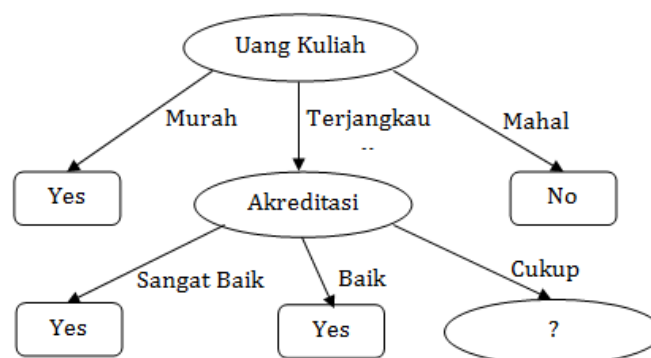 Uang Kuliah
Murah
Terjangkau
--
Mahal
Yes
Akreditasi
No
Sangat Baik
Baik
Cukup
Yes
Yes
?